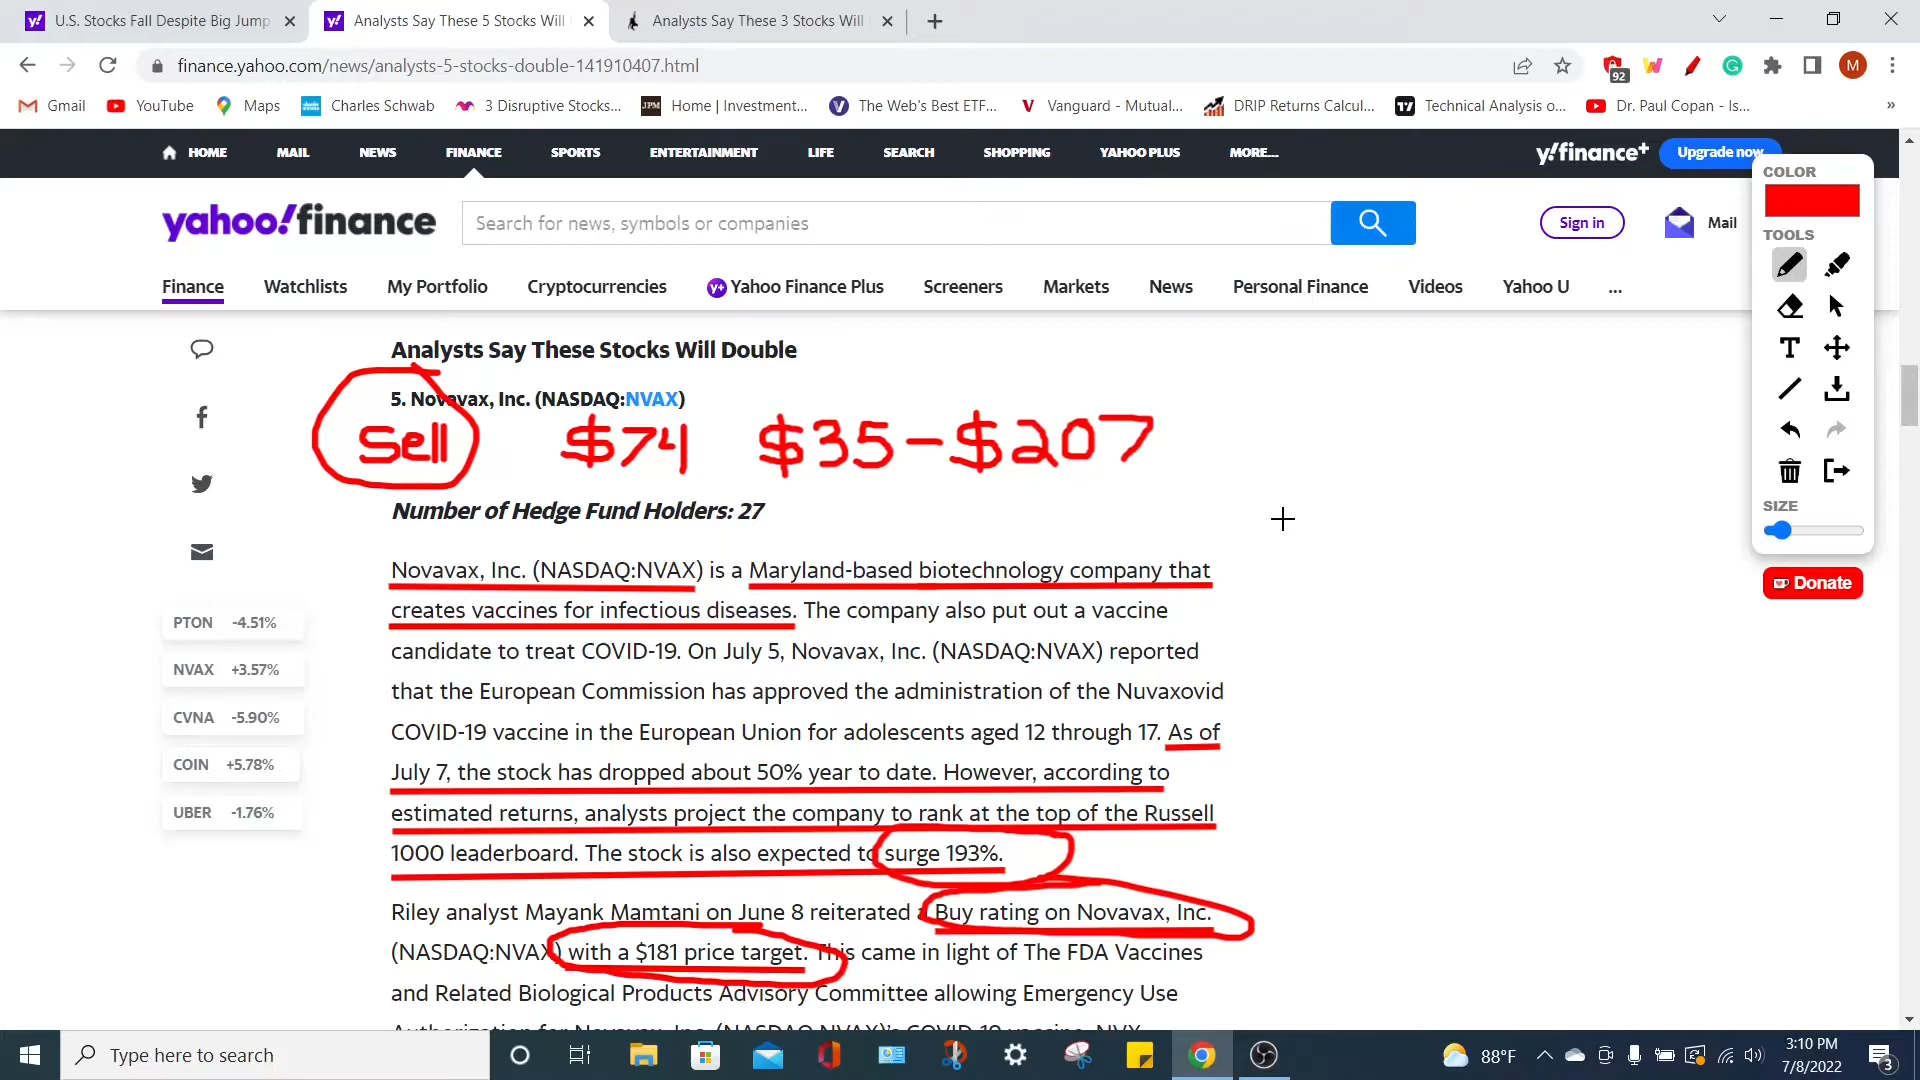 U.S. Stocks Fall Despite Big Jump
Analysts Say These 5 Stocks Will
Analysts Say These 3 Stocks Will
finance.yahoo.com/news/analysts-5-stocks-double-141910407.html
92
M
Gmail
YouTube
Maps
Charles Schwab
3 Disruptive Stocks...
JPM Home | Investment...
The Web's Best ETF...
Vanguard - Mutual...
DRIP Returns Calcul...
Technical Analysis o...
Dr. Paul Copan - Is...
»
HOME
MAIL
NEWS
FINANCE
SPORTS
ENTERTAINMENT
LIFE
SEARCH
SHOPPING
YAHOO PLUS
MORE...
y!finance+
Upgrade now
yahoo!finance
Search for news, symbols or companies
Sign in
Mail
Finance
Watchlists
My Portfolio
Cryptocurrencies
y+ Yahoo Finance Plus
Screeners
Markets
News
Personal Finance
Videos
Yahoo U
...
COLOR
TOOLS
T
SIZE
Donate
Analysts Say These Stocks Will Double
5. Novavax, Inc. (NASDAQ:NVAX)
Sell $74 $35-$207
Number of Hedge Fund Holders: 27
Novavax, Inc. (NASDAQ:NVAX) is a Maryland-based biotechnology company that
creates vaccines for infectious diseases. The company also put out a vaccine
candidate to treat COVID-19. On July 5, Novavax, Inc. (NASDAQ:NVAX) reported
that the European Commission has approved the administration of the Nuvaxovid
COVID-19 vaccine in the European Union for adolescents aged 12 through 17. As of
July 7, the stock has dropped about 50% year to date. However, according to
estimated returns, analysts project the company to rank at the top of the Russell
1000 leaderboard. The stock is also expected to surge 193%.
Riley analyst Mayank Mamtani on June 8 reiterated a Buy rating on Novavax, Inc.
(NASDAQ:NVAX) with a $181 price target. This came in light of The FDA Vaccines
and Related Biological Products Advisory Committee allowing Emergency Use
Authorization for Novavax, Inc. (NASDAQ:NVAX)'s COVID-19 vaccine, NVX
PTON -4.51%
NVAX +3.57%
CVNA -5.90%
COIN +5.78%
UBER -1.76%
Type here to search
88°F
3:10 PM
7/8/2022
3